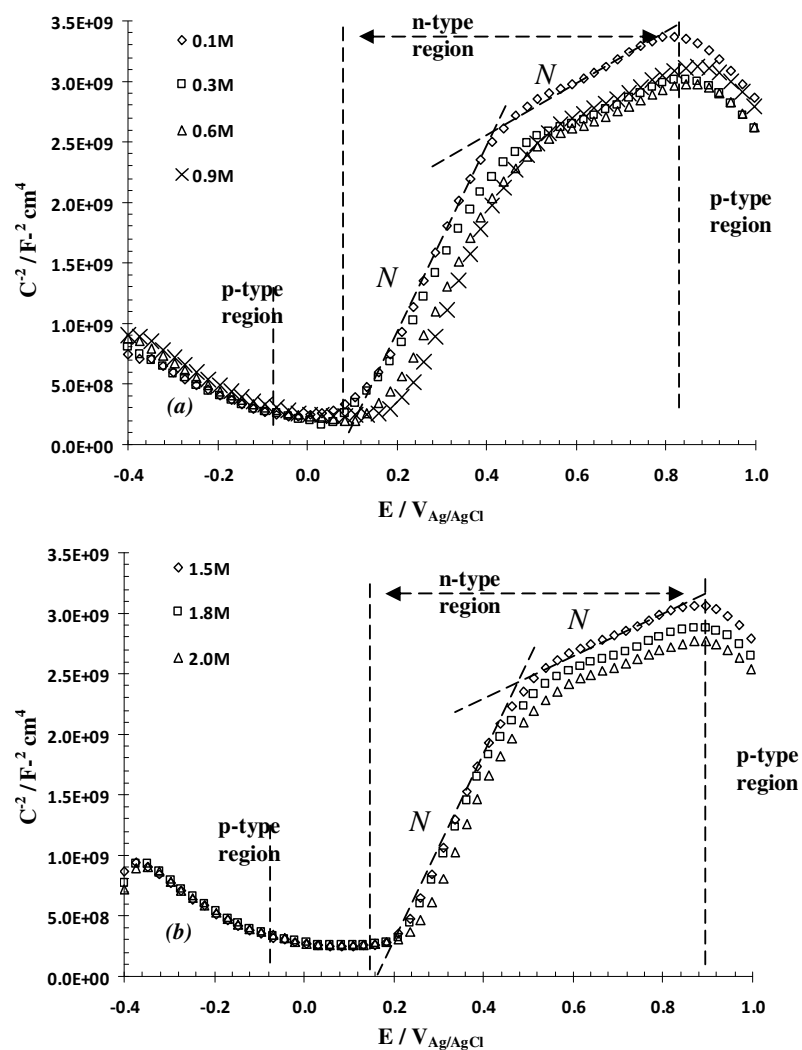 3.5E+09
3.0E+09
2.5E+09
2.0E+09
1.5E+09
1.0E+09
5.0E+08
0.0E+00
C⁻² / F-² cm⁴
0.1M
0.3M
0.6M
0.9M
n-type
region
N
N
p-type
region
p-type
region
(a)
-0.4 -0.2 0.0 0.2 0.4 0.6 0.8 1.0
E / V Ag/AgCl
3.5E+09
3.0E+09
2.5E+09
2.0E+09
1.5E+09
1.0E+09
5.0E+08
0.0E+00
C⁻² / F-² cm⁴
1.5M
1.8M
2.0M
n-type
region
N
N
p-type
region
p-type
region
(b)
-0.4 -0.2 0.0 0.2 0.4 0.6 0.8 1.0
E / V Ag/AgCl